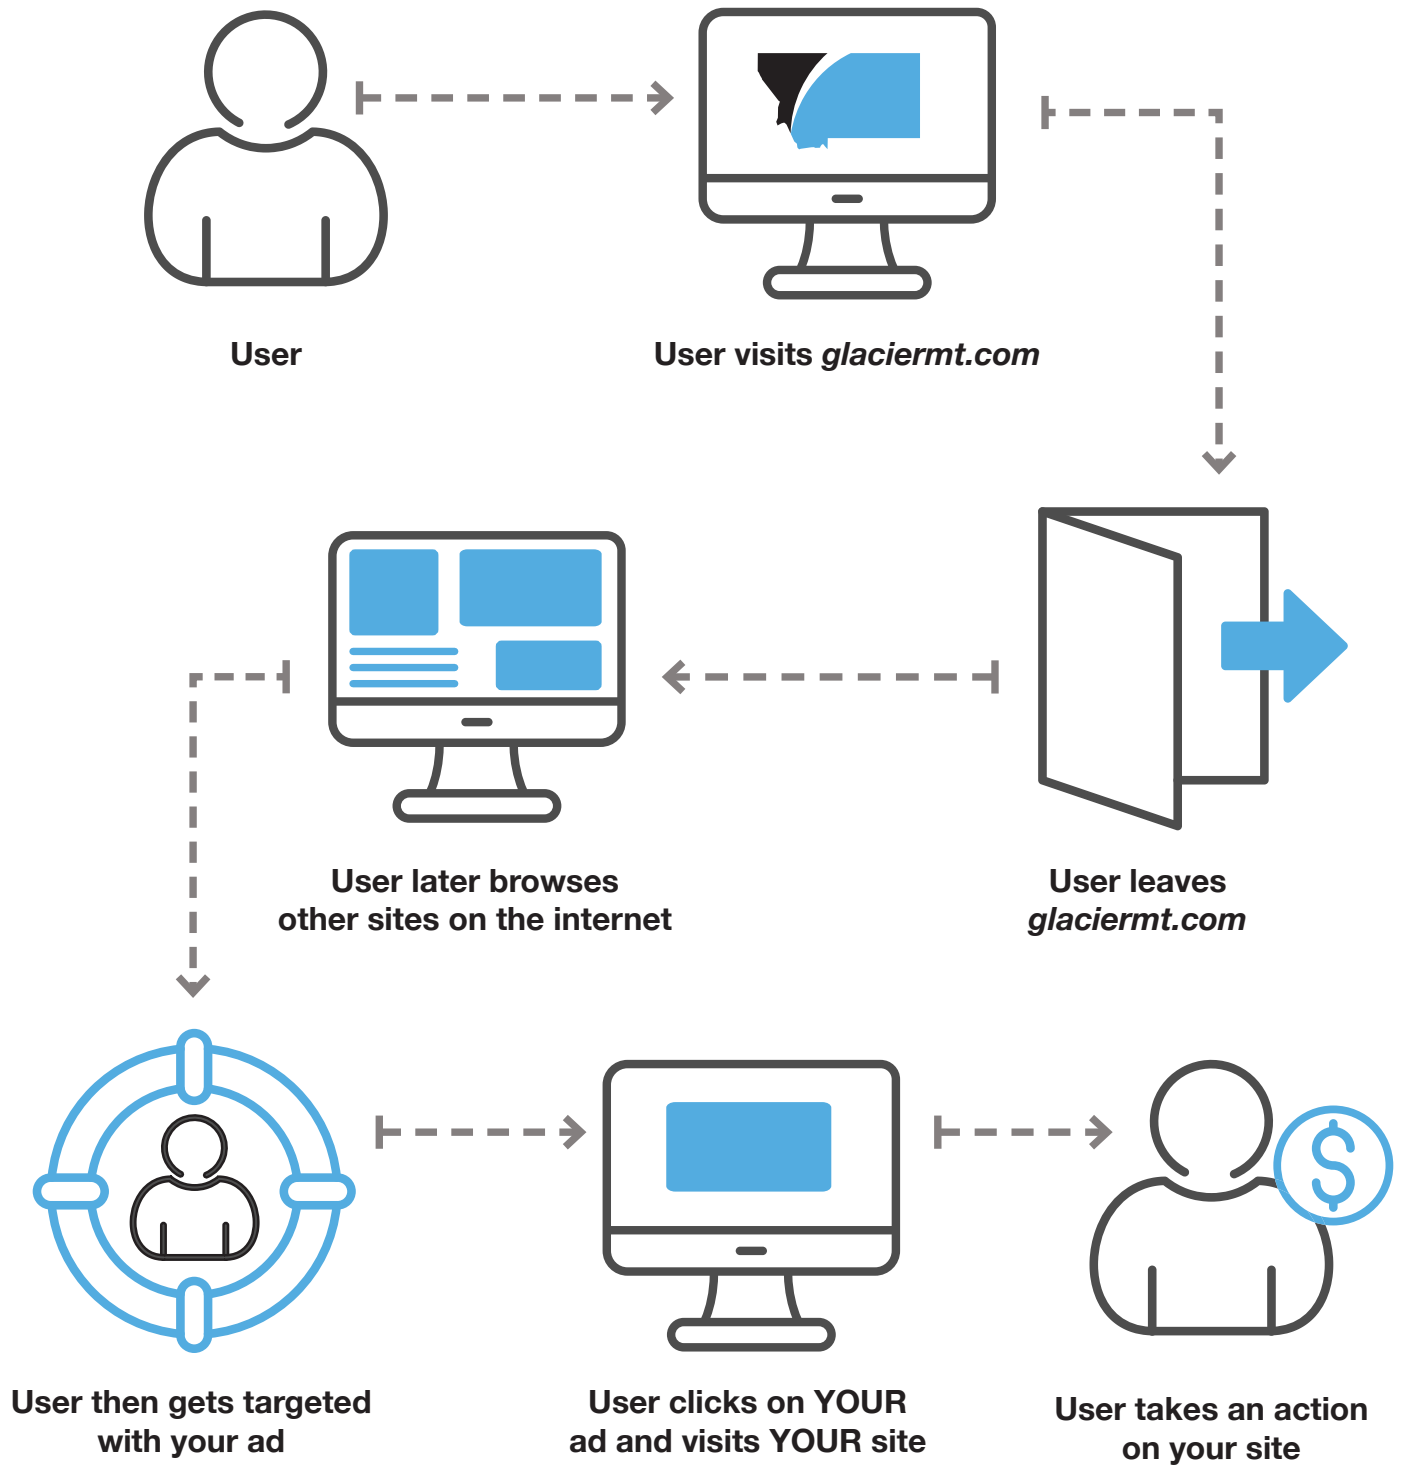 User
User visits glaciermt.com
User leaves
glaciermt.com
User later browses
other sites on the internet
User then gets targeted
with your ad
User clicks on YOUR
ad and visits YOUR site
User takes an action
on your site